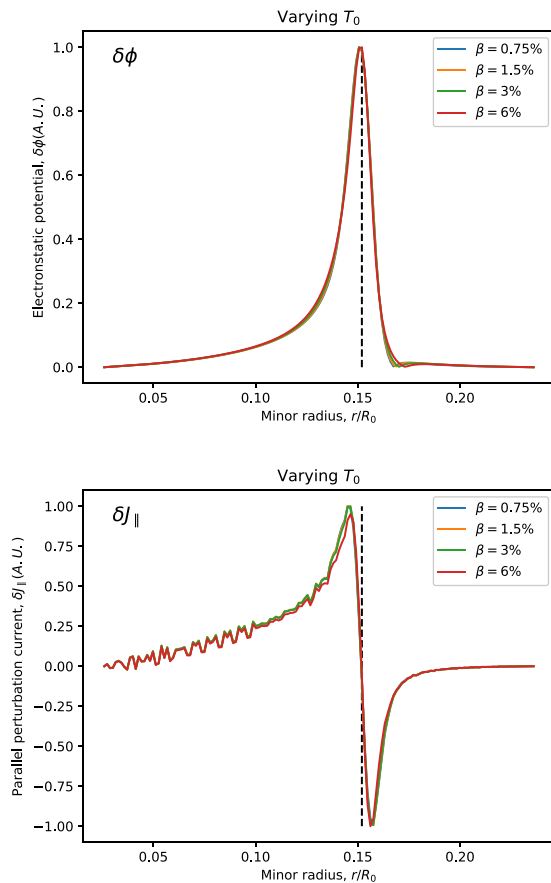 Varying T₀
δϕ
β = 0.75%
β = 1.5%
β = 3%
β = 6%
Electronstatic potential, δϕ(A.U.)
1.0
0.8
0.6
0.4
0.2
0.0
0.05 0.10 0.15 0.20
Minor radius, r/R₀
Varying T₀
δJ∥
β = 0.75%
β = 1.5%
β = 3%
β = 6%
Parallel perturbation current, δJ∥(A.U.)
1.00
0.75
0.50
0.25
0.00
−0.25
−0.50
−0.75
−1.00
0.05 0.10 0.15 0.20
Minor radius, r/R₀